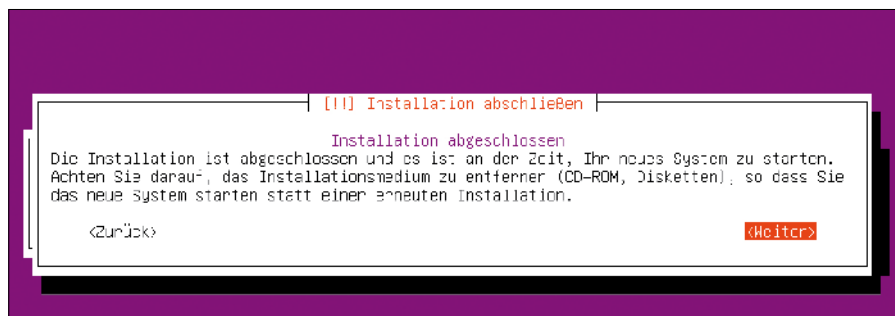 [!!] Installation abschließen
Installation abgeschlossen
Die Installation ist abgeschlossen und es ist an der Zeit, Ihr neues System zu starten.
Achten Sie darauf, das Installationsmedium zu entfernen (CD-ROM, Disketten), so dass Sie
das neue System starten statt einer erneuten Installation.
<Zurück>
<Weiter>